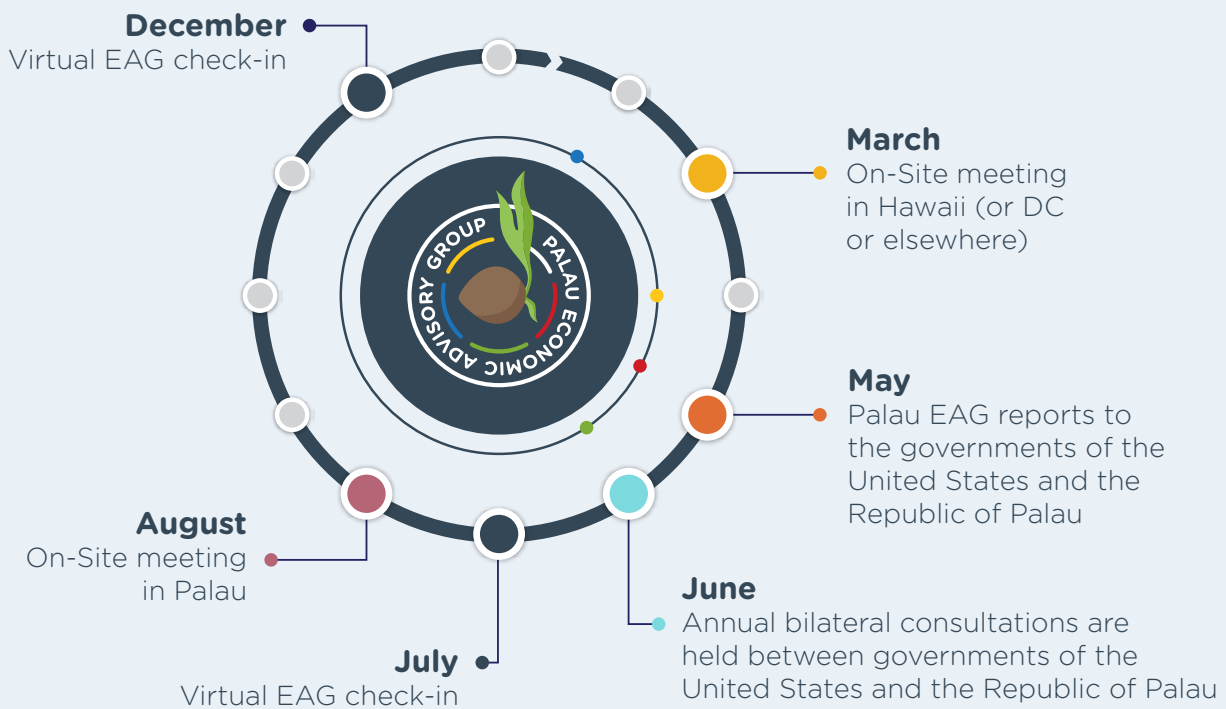 December
Virtual EAG check-in
March
On-Site meeting
in Hawaii (or DC
or elsewhere)
PALAU ECONOMIC ADVISORY GROUP
May
Palau EAG reports to
the governments of the
United States and the
Republic of Palau
August
On-Site meeting
in Palau
June
Annual bilateral consultations are
held between governments of the
United States and the Republic of Palau
July
Virtual EAG check-in